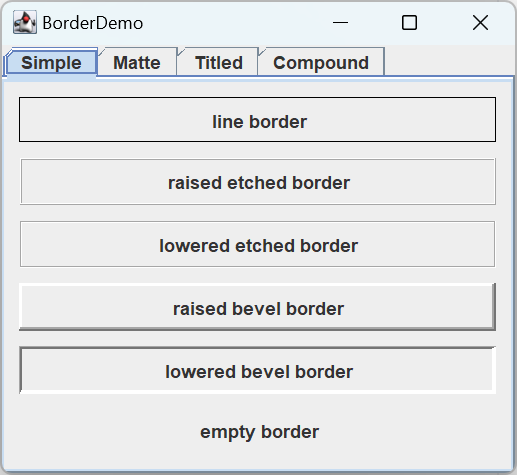 BorderDemo
Simple Matte Titled Compound
line border
raised etched border
lowered etched border
raised bevel border
lowered bevel border
empty border